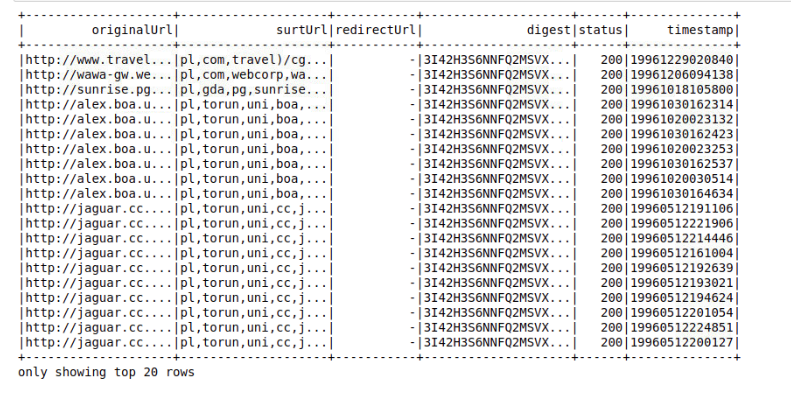 +--------------------+--------------------+-----------+--------------------+------+--------------+
|         originalUrl|             surtUrl|redirectUrl|              digest|status|     timestamp|
+--------------------+--------------------+-----------+--------------------+------+--------------+
|http://www.travel...|pl,com,travel)/cg...|          -|3I42H3S6NNFQ2MSVX...|   200|19961229020840|
|http://wawa-gw.we...|pl,com,webcorp,wa...|          -|3I42H3S6NNFQ2MSVX...|   200|19961206094138|
|http://sunrise.pg...|pl,gda,pg,sunrise...|          -|3I42H3S6NNFQ2MSVX...|   200|19961018105800|
|http://alex.boa.u...|pl,torun,uni,boa,...|          -|3I42H3S6NNFQ2MSVX...|   200|19961030162314|
|http://alex.boa.u...|pl,torun,uni,boa,...|          -|3I42H3S6NNFQ2MSVX...|   200|19961020023132|
|http://alex.boa.u...|pl,torun,uni,boa,...|          -|3I42H3S6NNFQ2MSVX...|   200|19961030162423|
|http://alex.boa.u...|pl,torun,uni,boa,...|          -|3I42H3S6NNFQ2MSVX...|   200|19961020023253|
|http://alex.boa.u...|pl,torun,uni,boa,...|          -|3I42H3S6NNFQ2MSVX...|   200|19961030162537|
|http://alex.boa.u...|pl,torun,uni,boa,...|          -|3I42H3S6NNFQ2MSVX...|   200|19961020030514|
|http://alex.boa.u...|pl,torun,uni,boa,...|          -|3I42H3S6NNFQ2MSVX...|   200|19961030164634|
|http://jaguar.cc....|pl,torun,uni,cc,j...|          -|3I42H3S6NNFQ2MSVX...|   200|19960512191106|
|http://jaguar.cc....|pl,torun,uni,cc,j...|          -|3I42H3S6NNFQ2MSVX...|   200|19960512221906|
|http://jaguar.cc....|pl,torun,uni,cc,j...|          -|3I42H3S6NNFQ2MSVX...|   200|19960512214446|
|http://jaguar.cc....|pl,torun,uni,cc,j...|          -|3I42H3S6NNFQ2MSVX...|   200|19960512161004|
|http://jaguar.cc....|pl,torun,uni,cc,j...|          -|3I42H3S6NNFQ2MSVX...|   200|19960512192639|
|http://jaguar.cc....|pl,torun,uni,cc,j...|          -|3I42H3S6NNFQ2MSVX...|   200|19960512193021|
|http://jaguar.cc....|pl,torun,uni,cc,j...|          -|3I42H3S6NNFQ2MSVX...|   200|19960512194624|
|http://jaguar.cc....|pl,torun,uni,cc,j...|          -|3I42H3S6NNFQ2MSVX...|   200|19960512201054|
|http://jaguar.cc....|pl,torun,uni,cc,j...|          -|3I42H3S6NNFQ2MSVX...|   200|19960512224851|
|http://jaguar.cc....|pl,torun,uni,cc,j...|          -|3I42H3S6NNFQ2MSVX...|   200|19960512200127|
+--------------------+--------------------+-----------+--------------------+------+--------------+
only showing top 20 rows